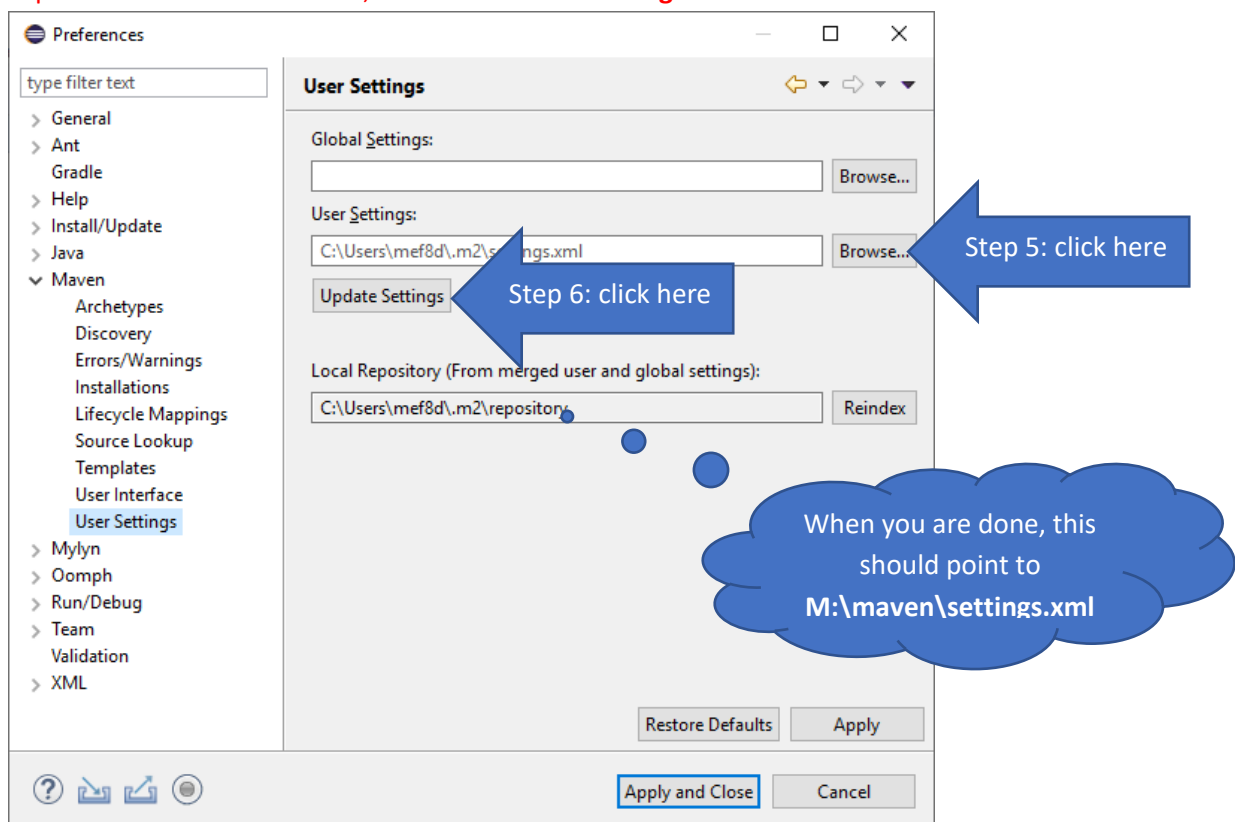 Preferences
type filter text
General
Ant
Gradle
Help
Install/Update
Java
Maven
Archetypes
Discovery
Errors/Warnings
Installations
Lifecycle Mappings
Source Lookup
Templates
User Interface
User Settings
Mylyn
Oomph
Run/Debug
Team
Validation
XML
User Settings
Global Settings:
Browse...
User Settings:
C:\Users\mef8d\.m2\s ngs.xml
Browse...
Step 5: click here
Update Settings
Step 6: click here
Local Repository (From merged user and global settings):
C:\Users\mef8d\.m2\repository
Reindex
When you are done, this
should point to
M:\maven\settings.xml
Restore Defaults
Apply
Apply and Close
Cancel